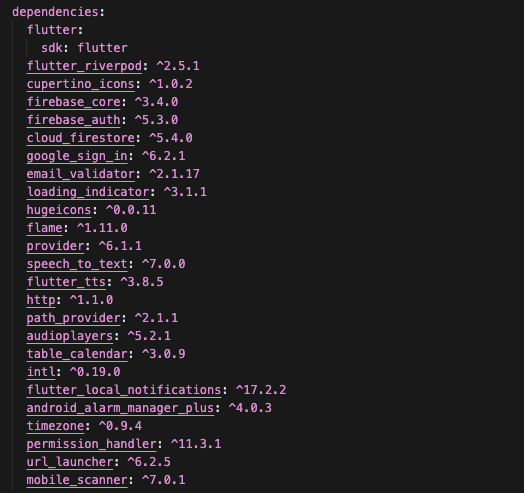 dependencies:
flutter:
sdk: flutter
flutter_riverpod: ^2.5.1
cupertino_icons: ^1.0.2
firebase_core: ^3.4.0
firebase_auth: ^5.3.0
cloud_firestore: ^5.4.0
google_sign_in: ^6.2.1
email_validator: ^2.1.17
loading_indicator: ^3.1.1
hugeicons: ^0.0.11
flame: ^1.11.0
provider: ^6.1.1
speech_to_text: ^7.0.0
flutter_tts: ^3.8.5
http: ^1.1.0
path_provider: ^2.1.1
audioplayers: ^5.2.1
table_calendar: ^3.0.9
intl: ^0.19.0
flutter_local_notifications: ^17.2.2
android_alarm_manager_plus: ^4.0.3
timezone: ^0.9.4
permission_handler: ^11.3.1
url_launcher: ^6.2.5
mobile_scanner: ^7.0.1